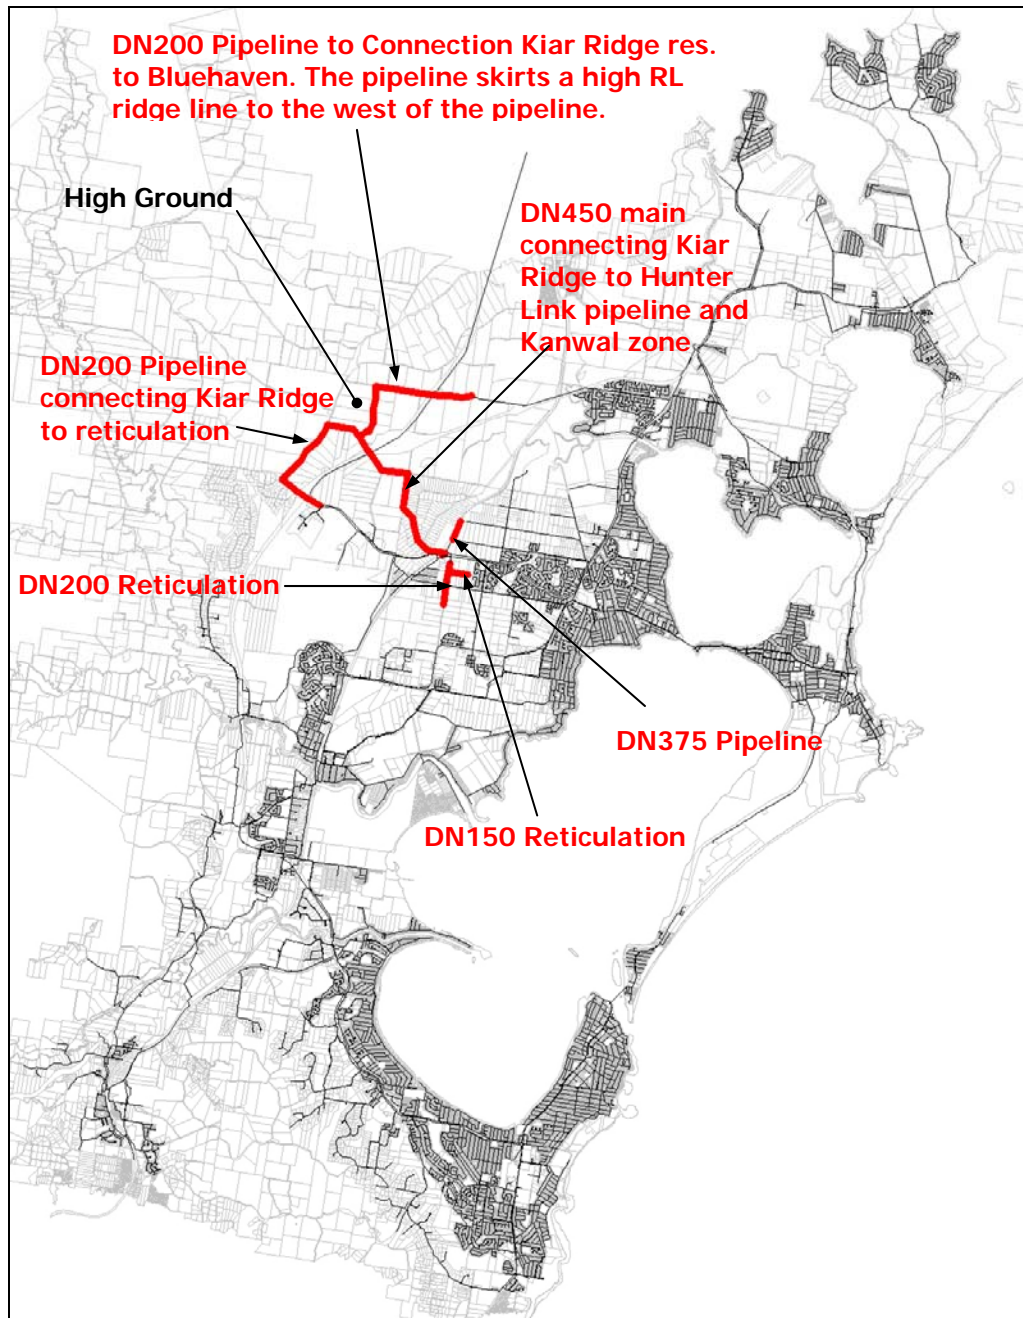 DN200 Pipeline to Connection Kiar Ridge res.
to Bluehaven. The pipeline skirts a high RL
ridge line to the west of the pipeline.
High Ground
DN450 main
connecting Kiar
Ridge to Hunter
Link pipeline and
Kanwal zone
DN200 Pipeline
connecting Kiar Ridge
to reticulation
DN200 Reticulation
DN375 Pipeline
DN150 Reticulation